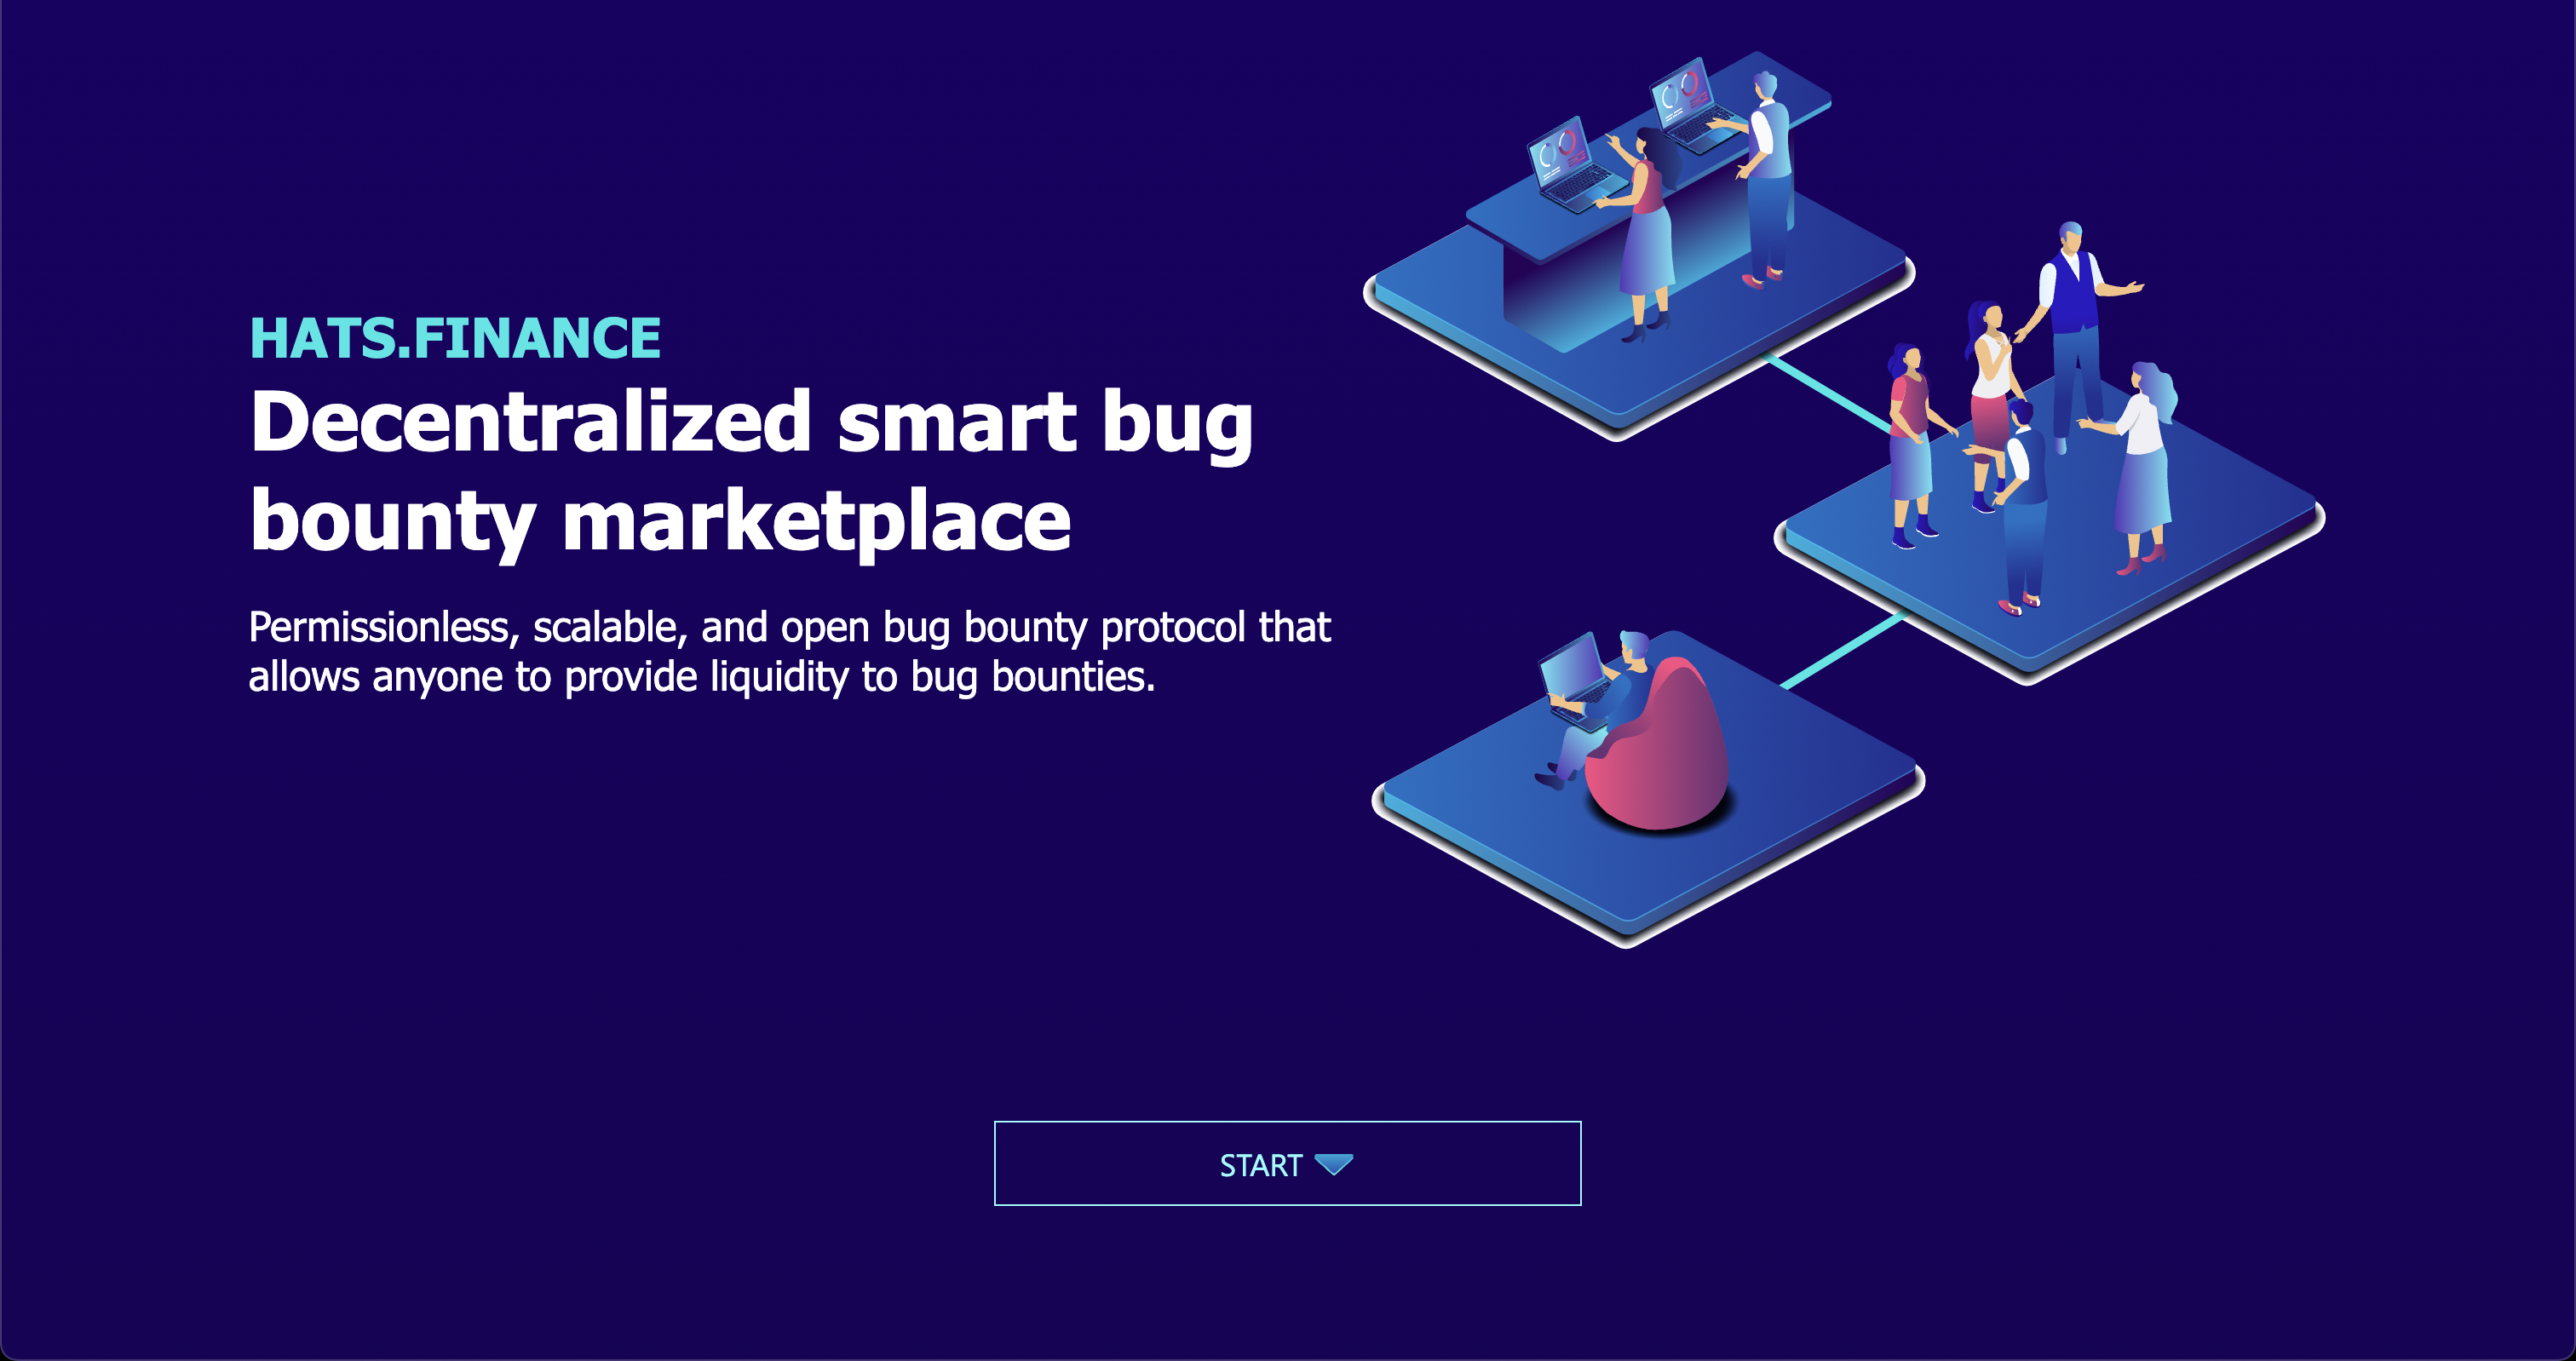 HATS.FINANCE
Decentralized smart bug
bounty marketplace
Permissionless, scalable, and open bug bounty protocol that
allows anyone to provide liquidity to bug bounties.
START